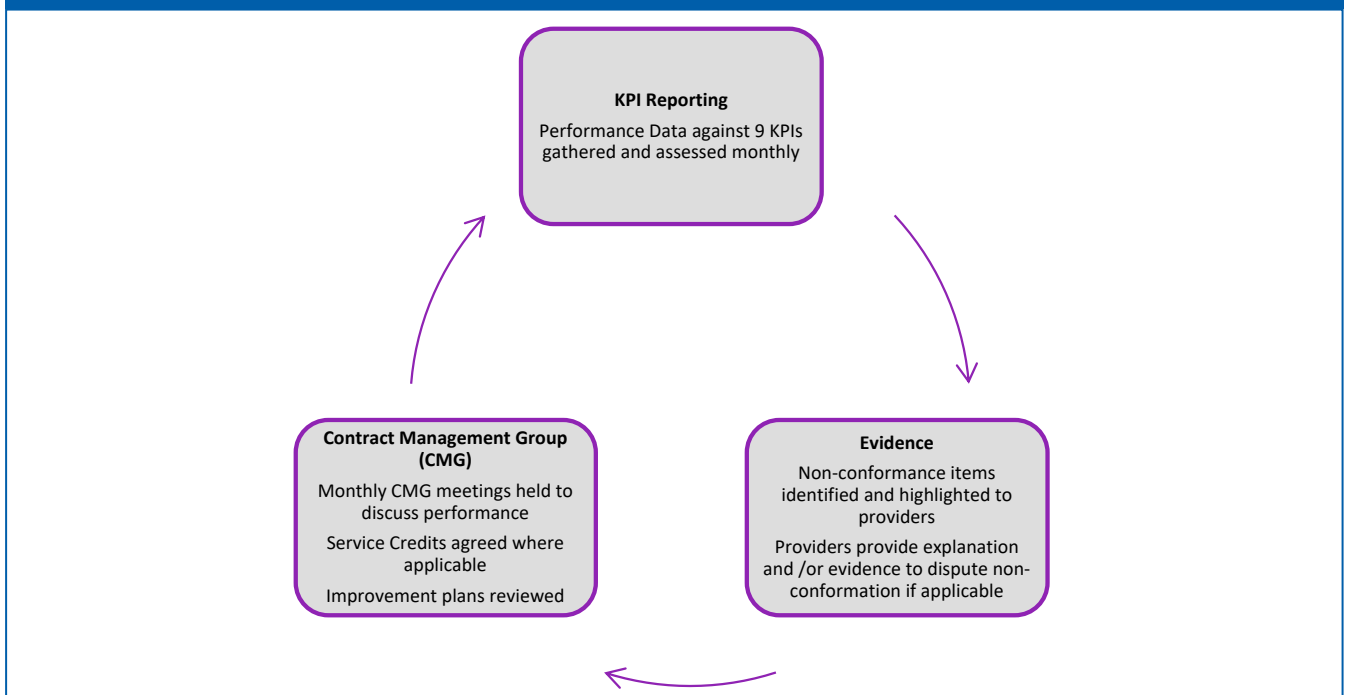 KPI Reporting
Performance Data against 9 KPIs
gathered and assessed monthly
Contract Management Group
(CMG)
Monthly CMG meetings held to
discuss performance
Service Credits agreed where
applicable
Improvement plans reviewed
Evidence
Non-conformance items
identified and highlighted to
providers
Providers provide explanation
and /or evidence to dispute non-
conformation if applicable